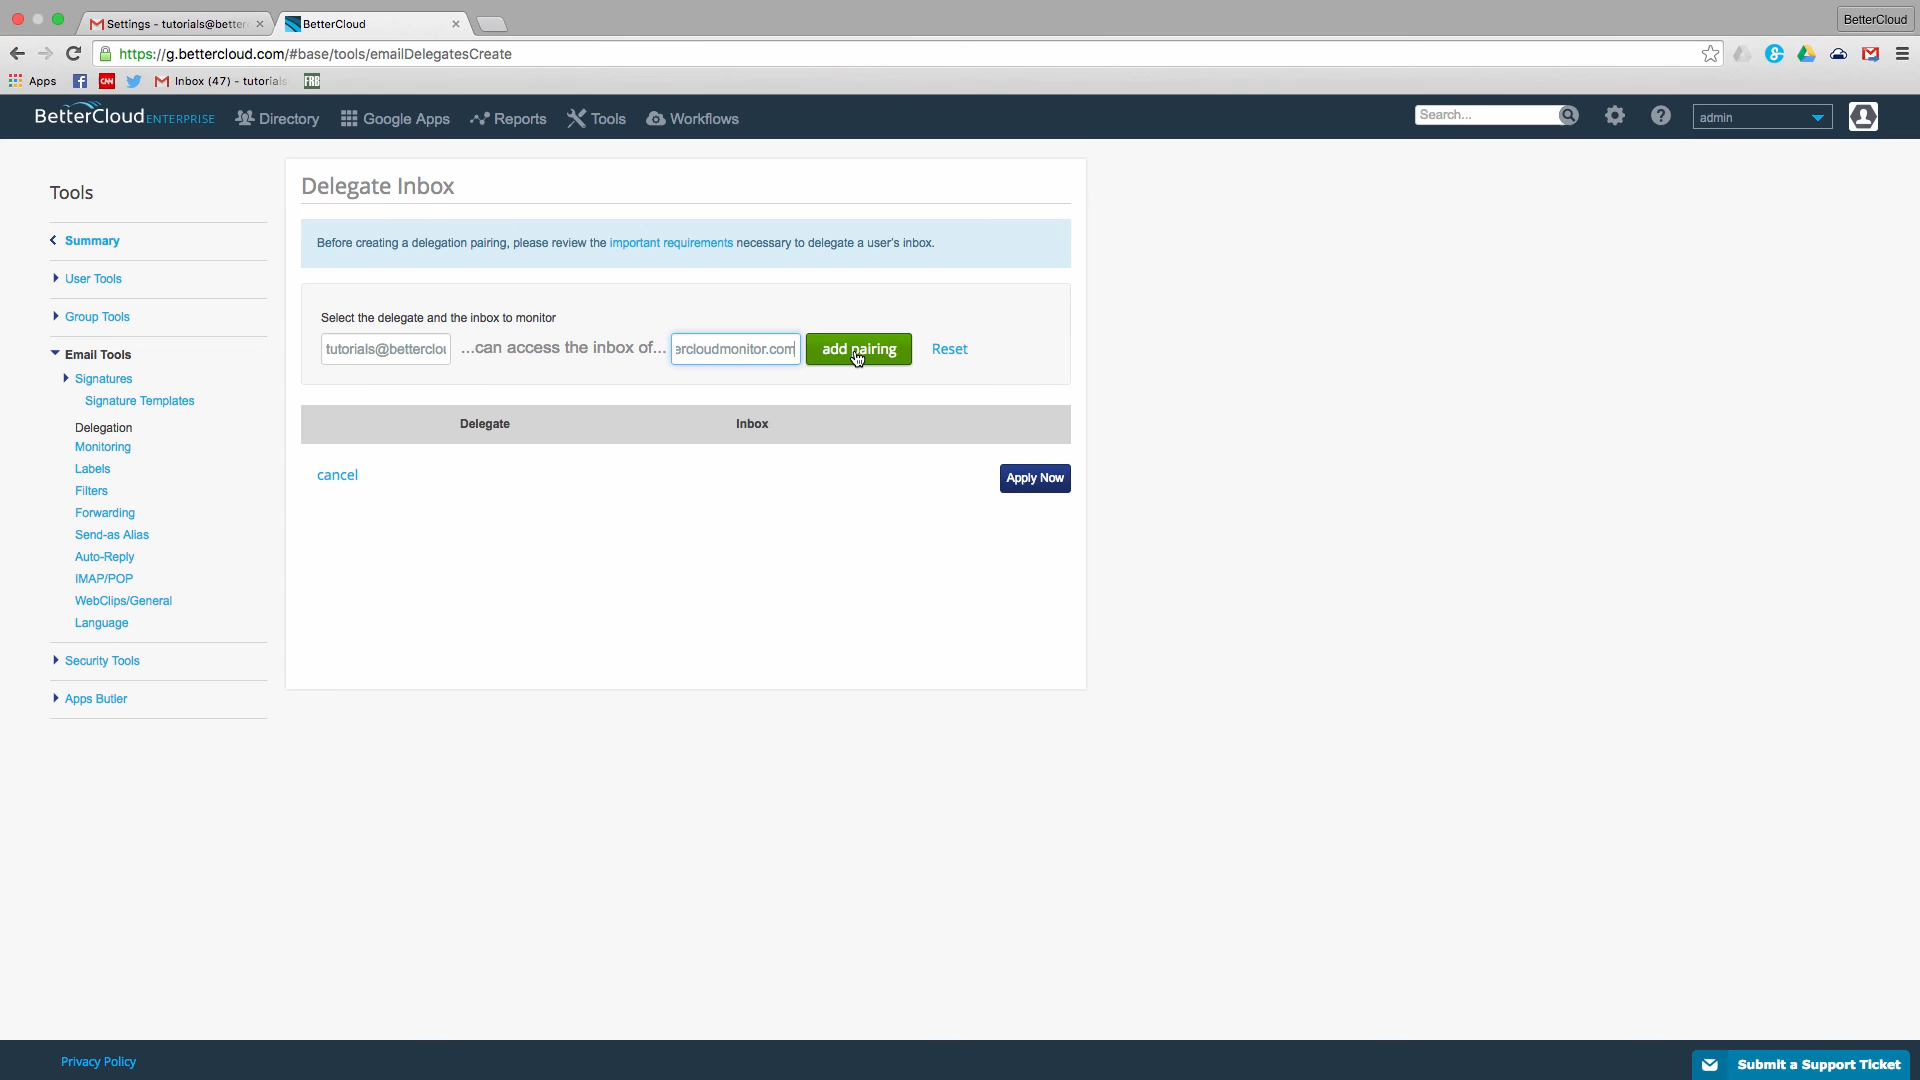 Settings - tutorials@better
BetterCloud
BetterCloud
https://g.bettercloud.com/#base/tools/emailDelegatesCreate
Apps
CNN
Inbox (47) - tutorials
FRB
BetterCloud ENTERPRISE
Directory
Google Apps
Reports
Tools
Workflows
Search...
admin
Tools
Summary
User Tools
Group Tools
Email Tools
Signatures
Signature Templates
Delegation
Monitoring
Labels
Filters
Forwarding
Send-as Alias
Auto-Reply
IMAP/POP
WebClips/General
Language
Security Tools
Apps Butler
Delegate Inbox
Before creating a delegation pairing, please review the important requirements necessary to delegate a user's inbox.
Select the delegate and the inbox to monitor
tutorials@bettercloud ...can access the inbox of... ercloudmonitor.com add pairing Reset
Delegate Inbox
cancel
Apply Now
Privacy Policy
Submit a Support Ticket